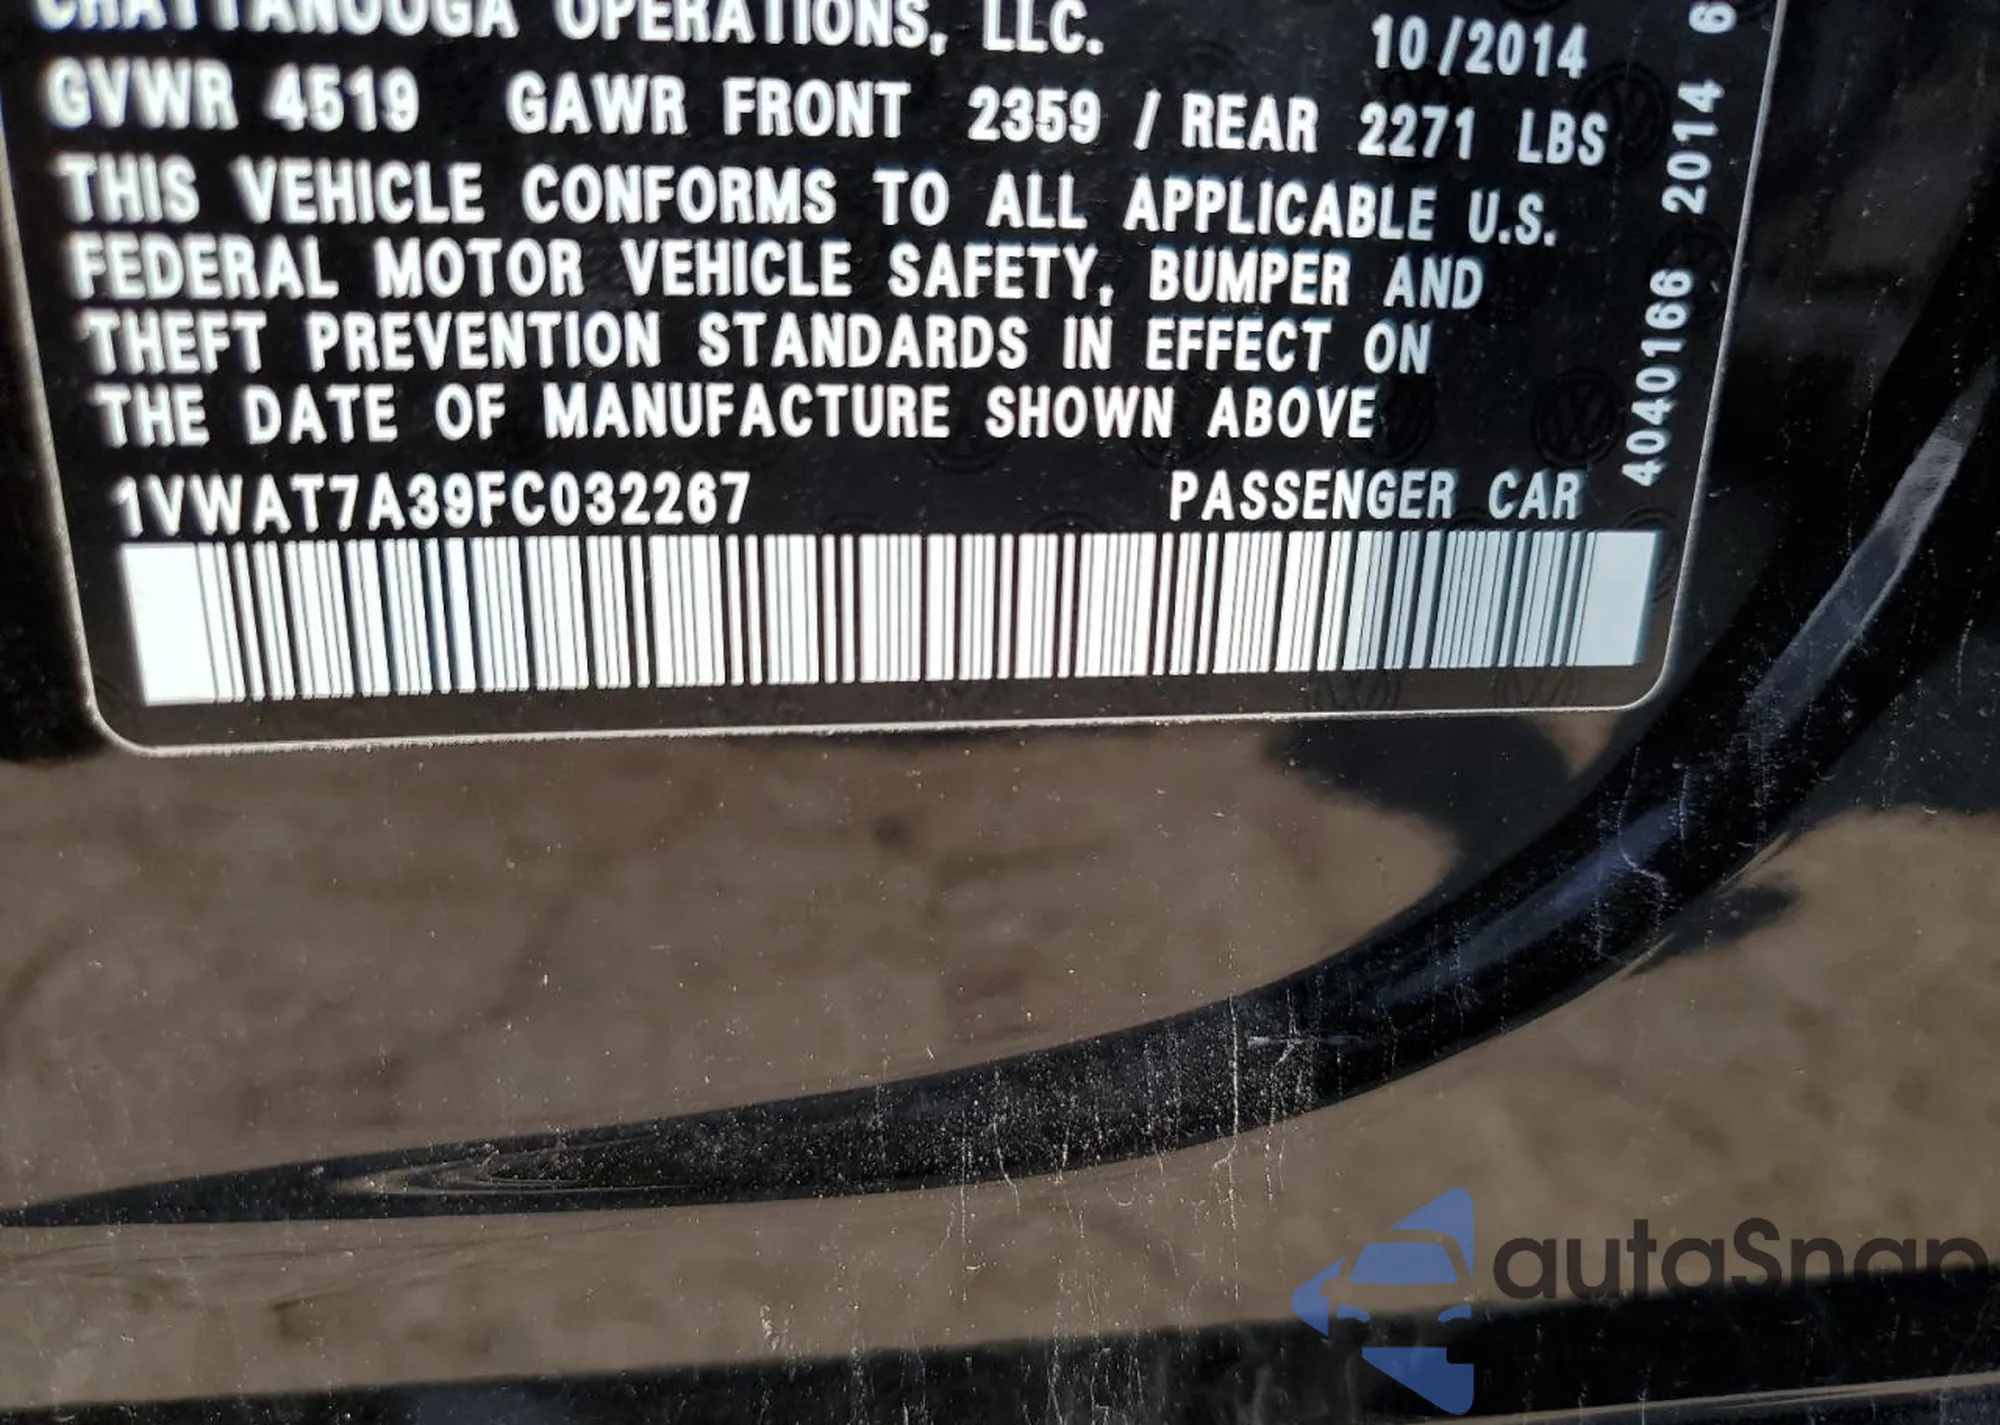 CHATTANOOGA OPERATIONS, LLC.
10/2014
GVWR 4519 GAWR FRONT 2359 / REAR 2271 LBS
THIS VEHICLE CONFORMS TO ALL APPLICABLE U.S.
FEDERAL MOTOR VEHICLE SAFETY, BUMPER AND
THEFT PREVENTION STANDARDS IN EFFECT ON
THE DATE OF MANUFACTURE SHOWN ABOVE
1VWAT7A39FC032267 PASSENGER CAR
4040166 2014 6
autaSnap